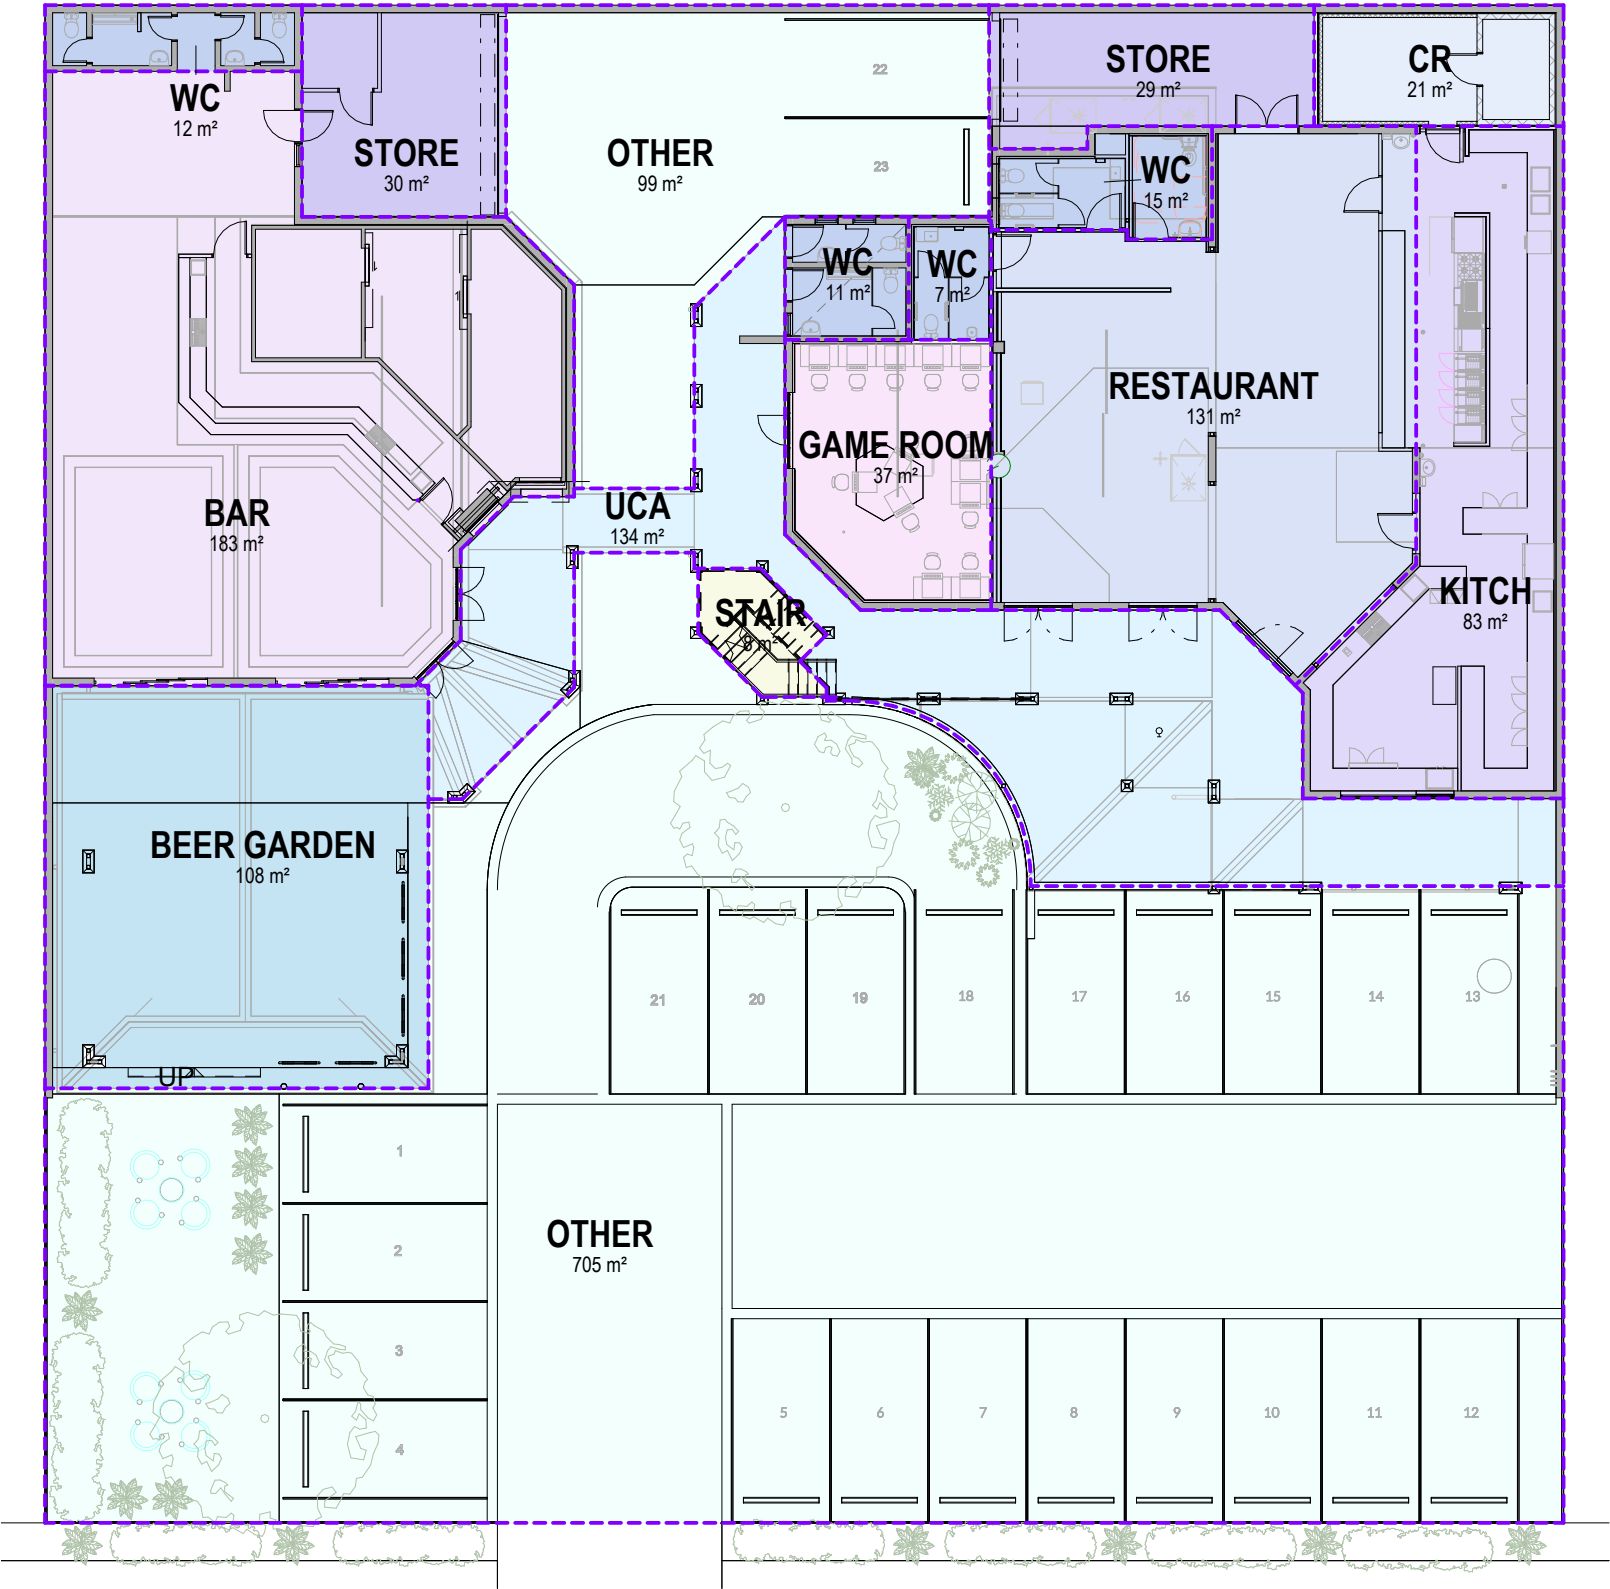 WC
12 m²
STORE
30 m²
OTHER
99 m²
22
23
STORE
29 m²
CR
21 m²
WC
15 m²
WC
11 m²
WC
7 m²
RESTAURANT
131 m²
GAME ROOM
37 m²
BAR
183 m²
UCA
134 m²
STAIR
8 m²
KITCH
83 m²
BEER GARDEN
108 m²
UP
21
20
19
18
17
16
15
14
13
1
2
3
4
OTHER
705 m²
5
6
7
8
9
10
11
12